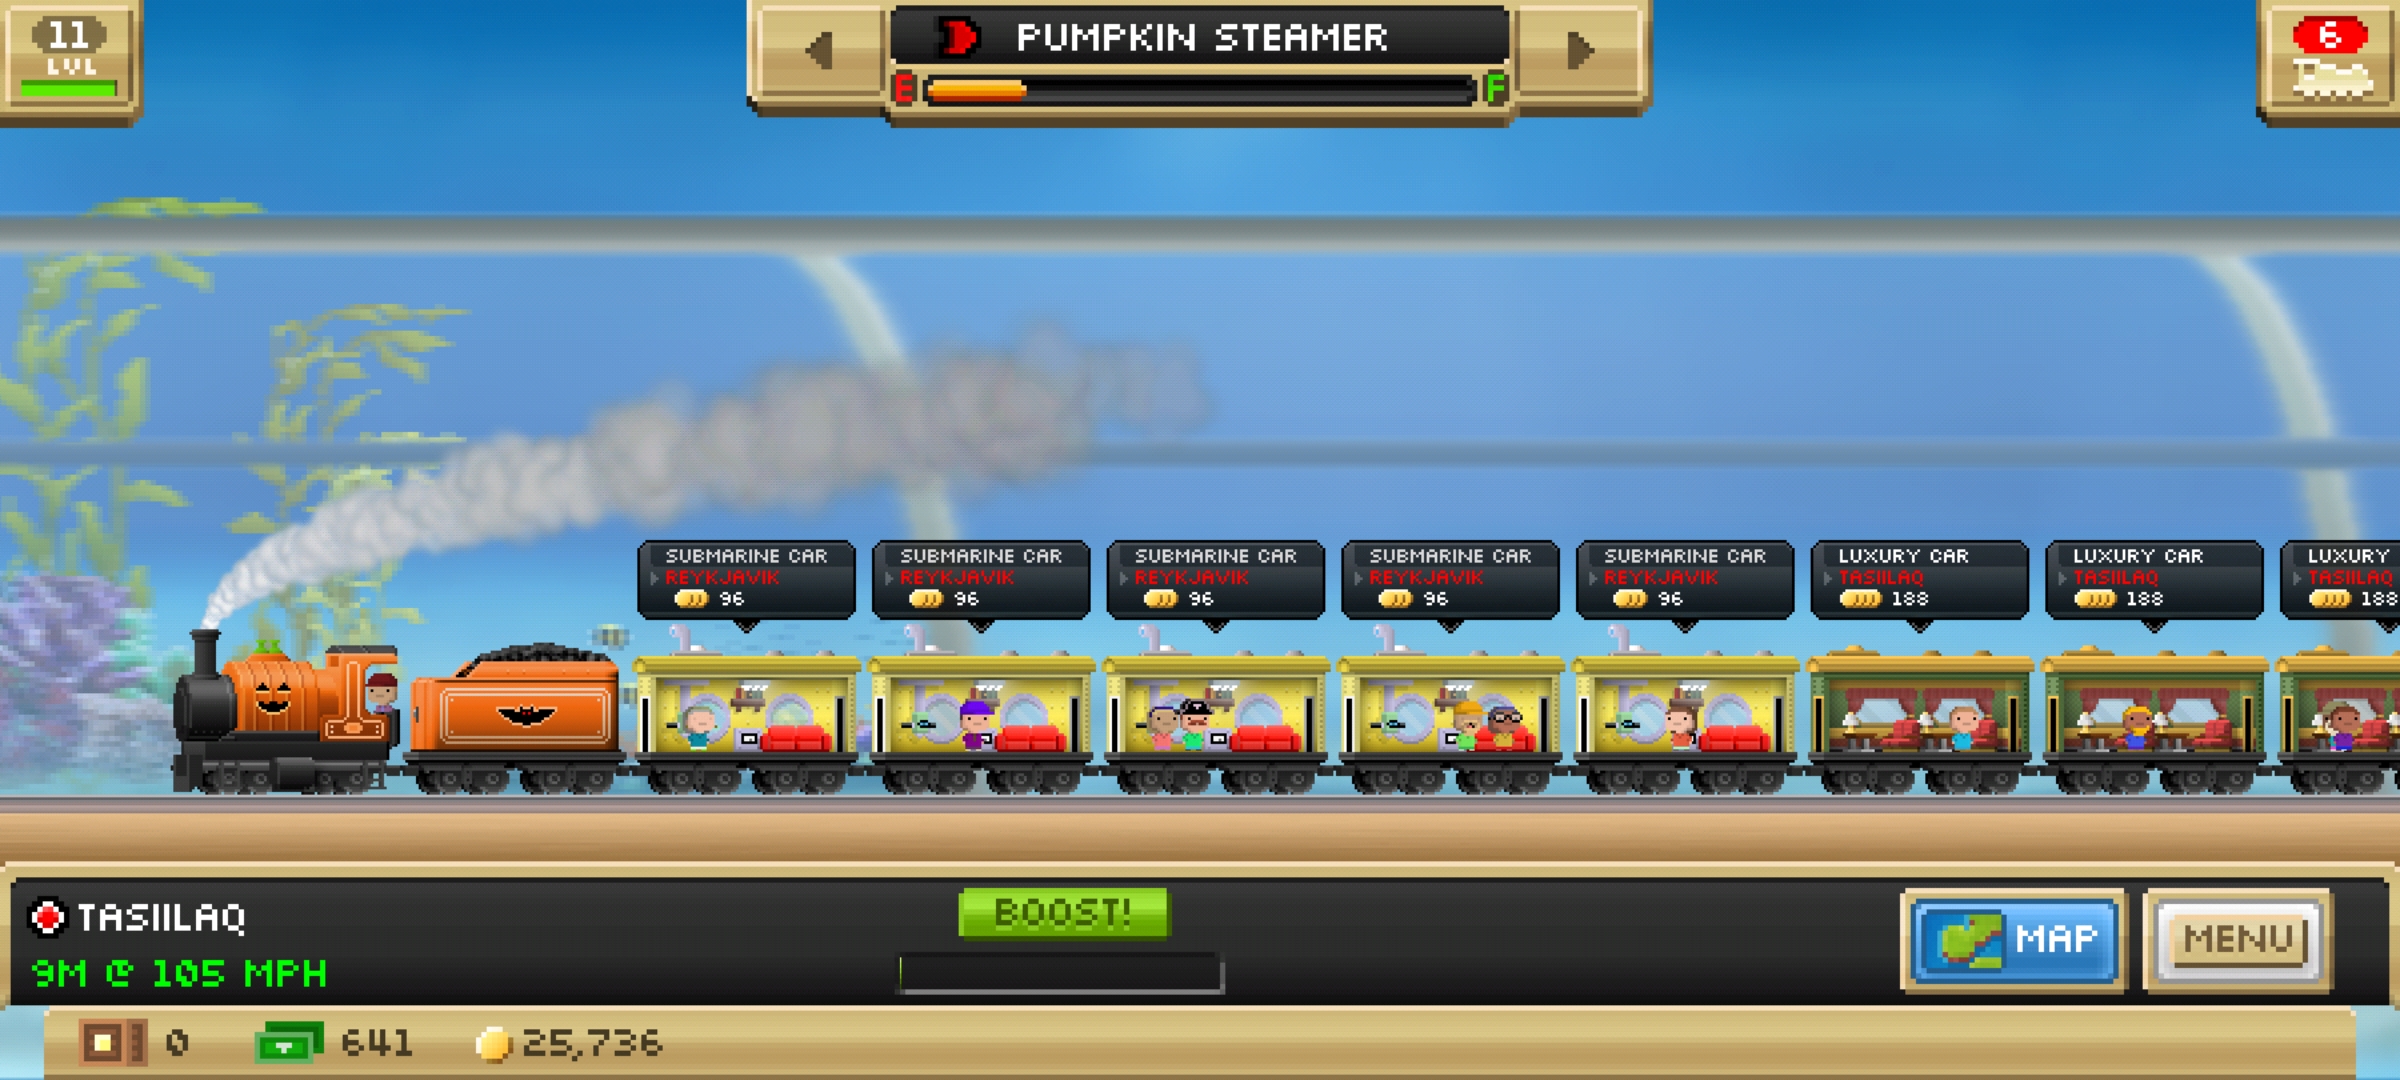 11
LVL
PUMPKIN STEAMER
E F
6
SUBMARINE CAR
REYKJAVIK
96
SUBMARINE CAR
REYKJAVIK
96
SUBMARINE CAR
REYKJAVIK
96
SUBMARINE CAR
REYKJAVIK
96
SUBMARINE CAR
REYKJAVIK
96
LUXURY CAR
TASIILAQ
188
LUXURY CAR
TASIILAQ
188
LUXURY
TASIILAQ
188
TASIILAQ
9M @ 105 MPH
BOOST!
MAP
MENU
0
641
25,736